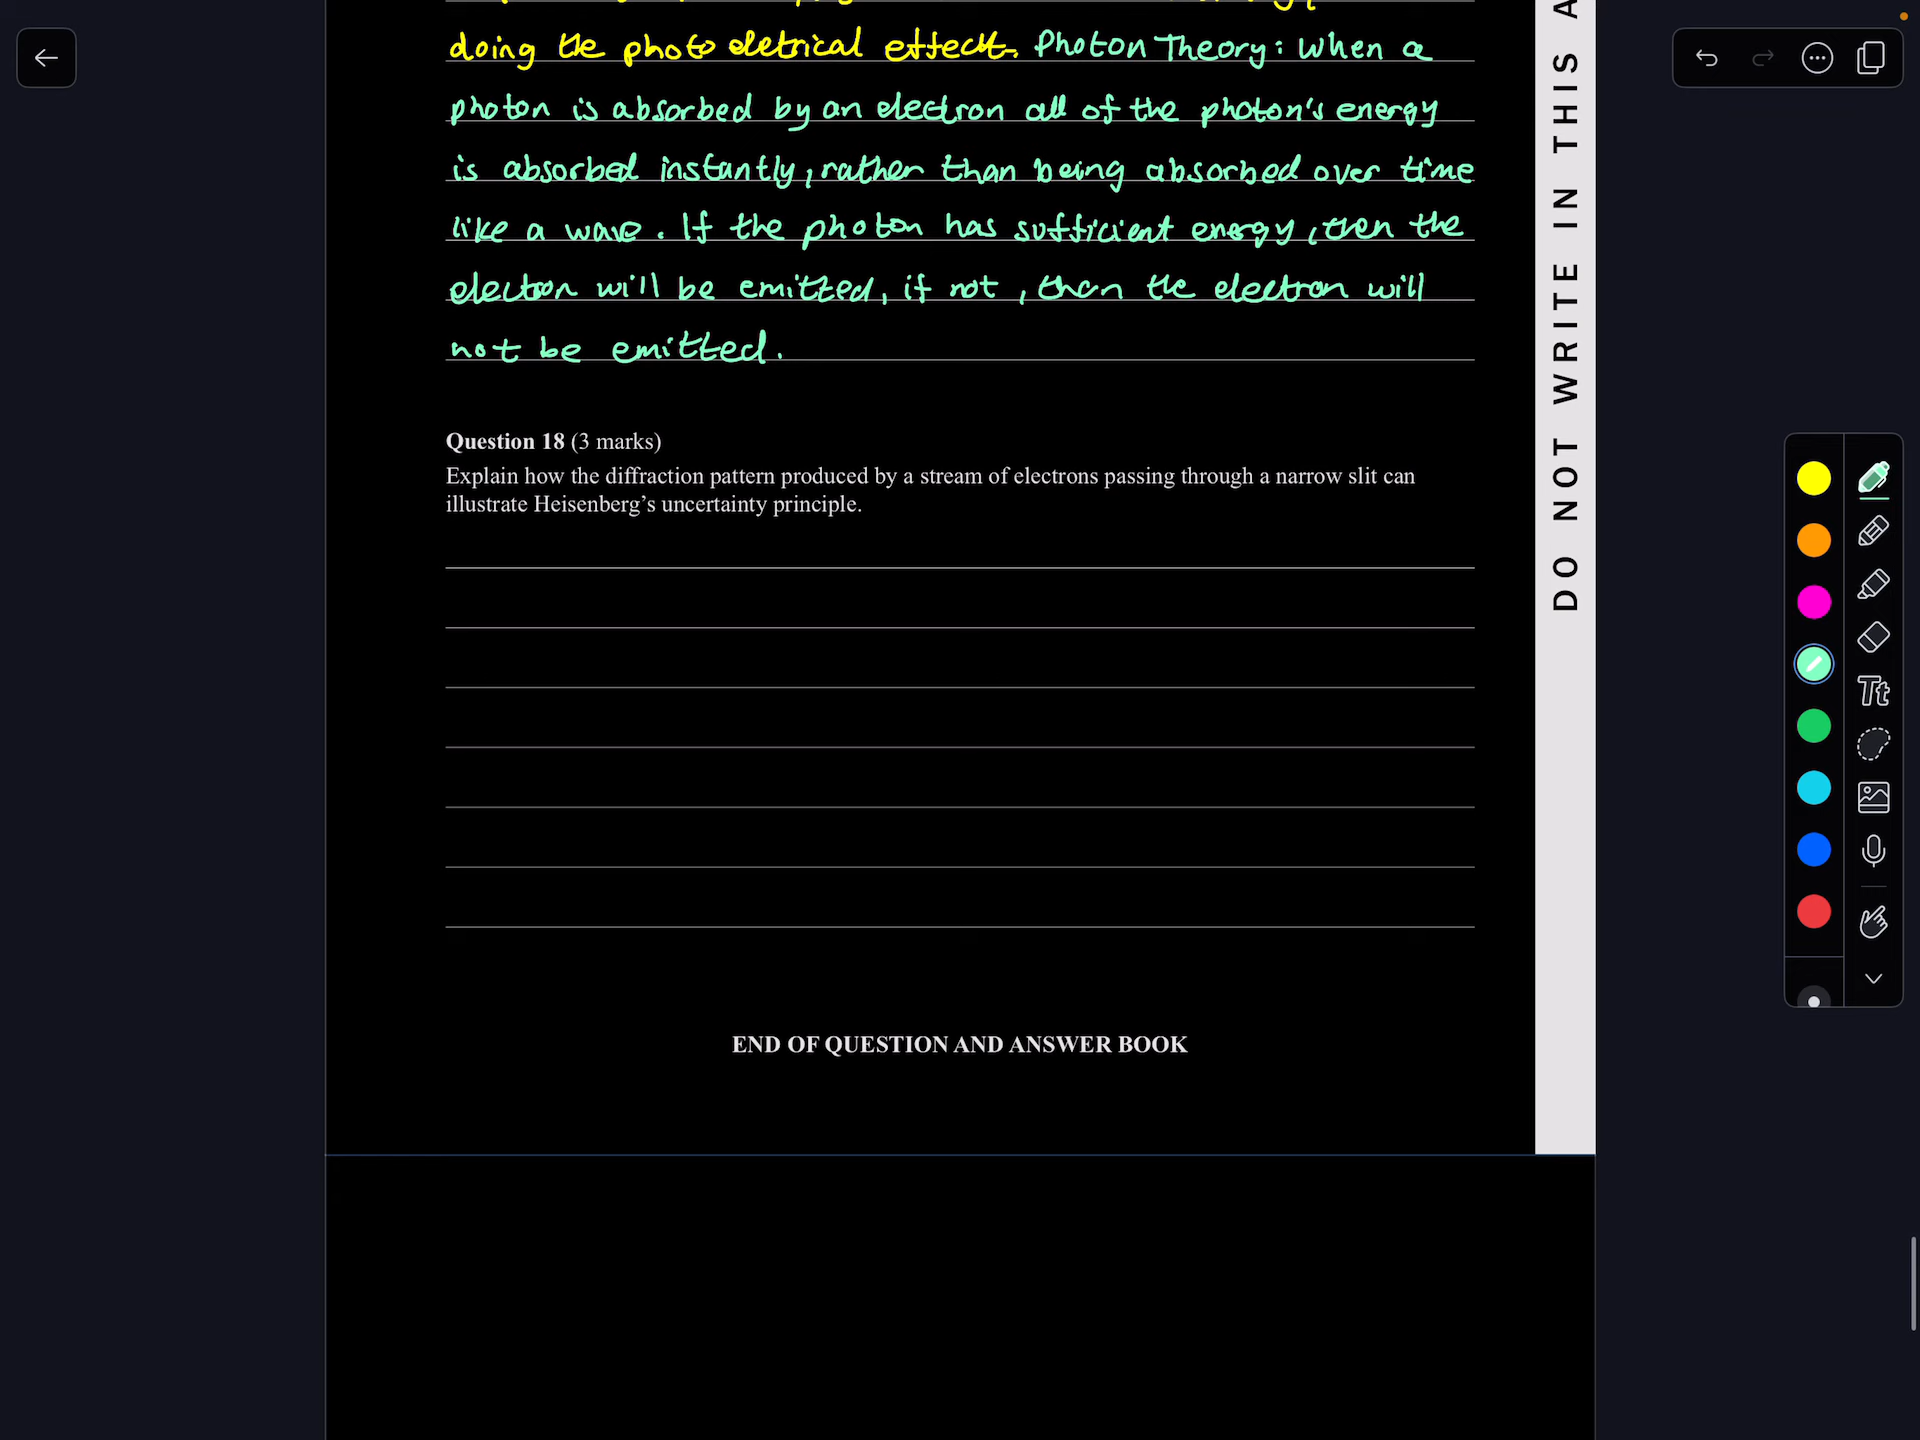 doing the photo eletrical effect. Photon Theory: When a
photon is absorbed by an electron all of the photon's energy
is absorbed instantly, rather than being absorbed over time
like a wave. If the photon has sufficient energy, then the
electron will be emitted, if not, than the electron will
not be emitted.
Question 18 (3 marks)
Explain how the diffraction pattern produced by a stream of electrons passing through a narrow slit can
illustrate Heisenberg's uncertainty principle.
END OF QUESTION AND ANSWER BOOK
DO NOT WRITE IN THIS A
Tt